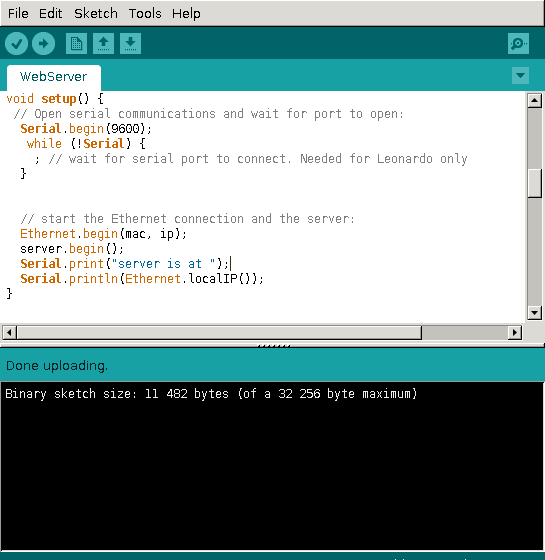 File Edit Sketch Tools Help
WebServer
void setup() {
// Open serial communications and wait for port to open:
Serial.begin(9600);
while (!Serial) {
; // wait for serial port to connect. Needed for Leonardo only
}
// start the Ethernet connection and the server:
Ethernet.begin(mac, ip);
server.begin();
Serial.print("server is at ");
Serial.println(Ethernet.localIP());
}
Done uploading.
Binary sketch size: 11 482 bytes (of a 32 256 byte maximum)